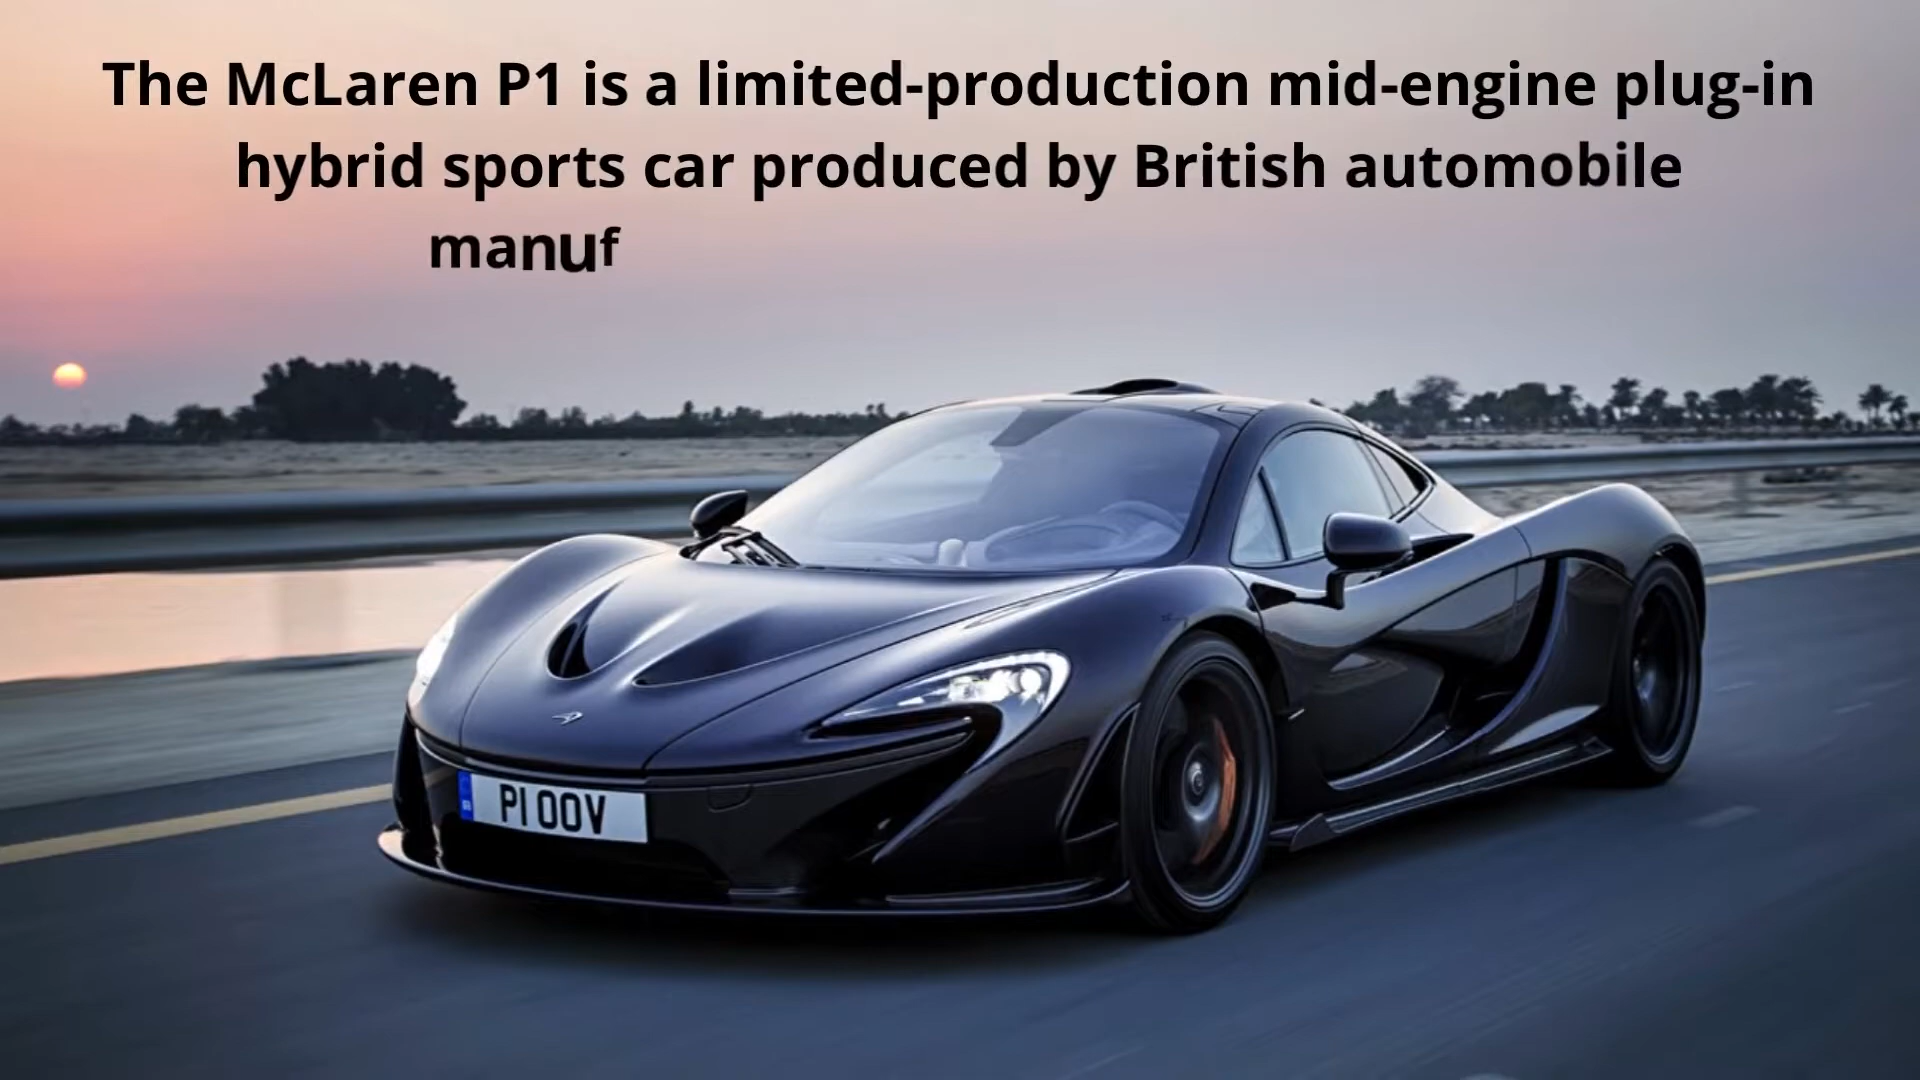 The McLaren P1 is a limited-production mid-engine plug-in
hybrid sports car produced by British automobile
manuf
P1 OOV